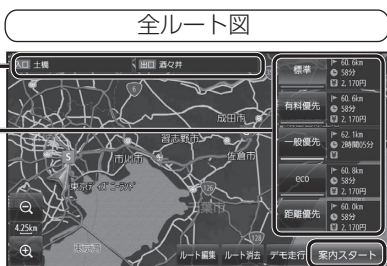 全ルート図
入口 土橋
出口 酒々井
標準
60.6km
58分
2,170円
有料優先
60.6km
58分
2,170円
一般優先
62.1km
2時間05分
eco
60.8km
58分
2,170円
距離優先
60.0km
58分
2,170円
6
成田市
習志野市
市川市
佐倉市
S
東京ディズニーランド
126
千葉市
128
4.25km
ルート編集
ルート消去
デモ走行
案内スタート